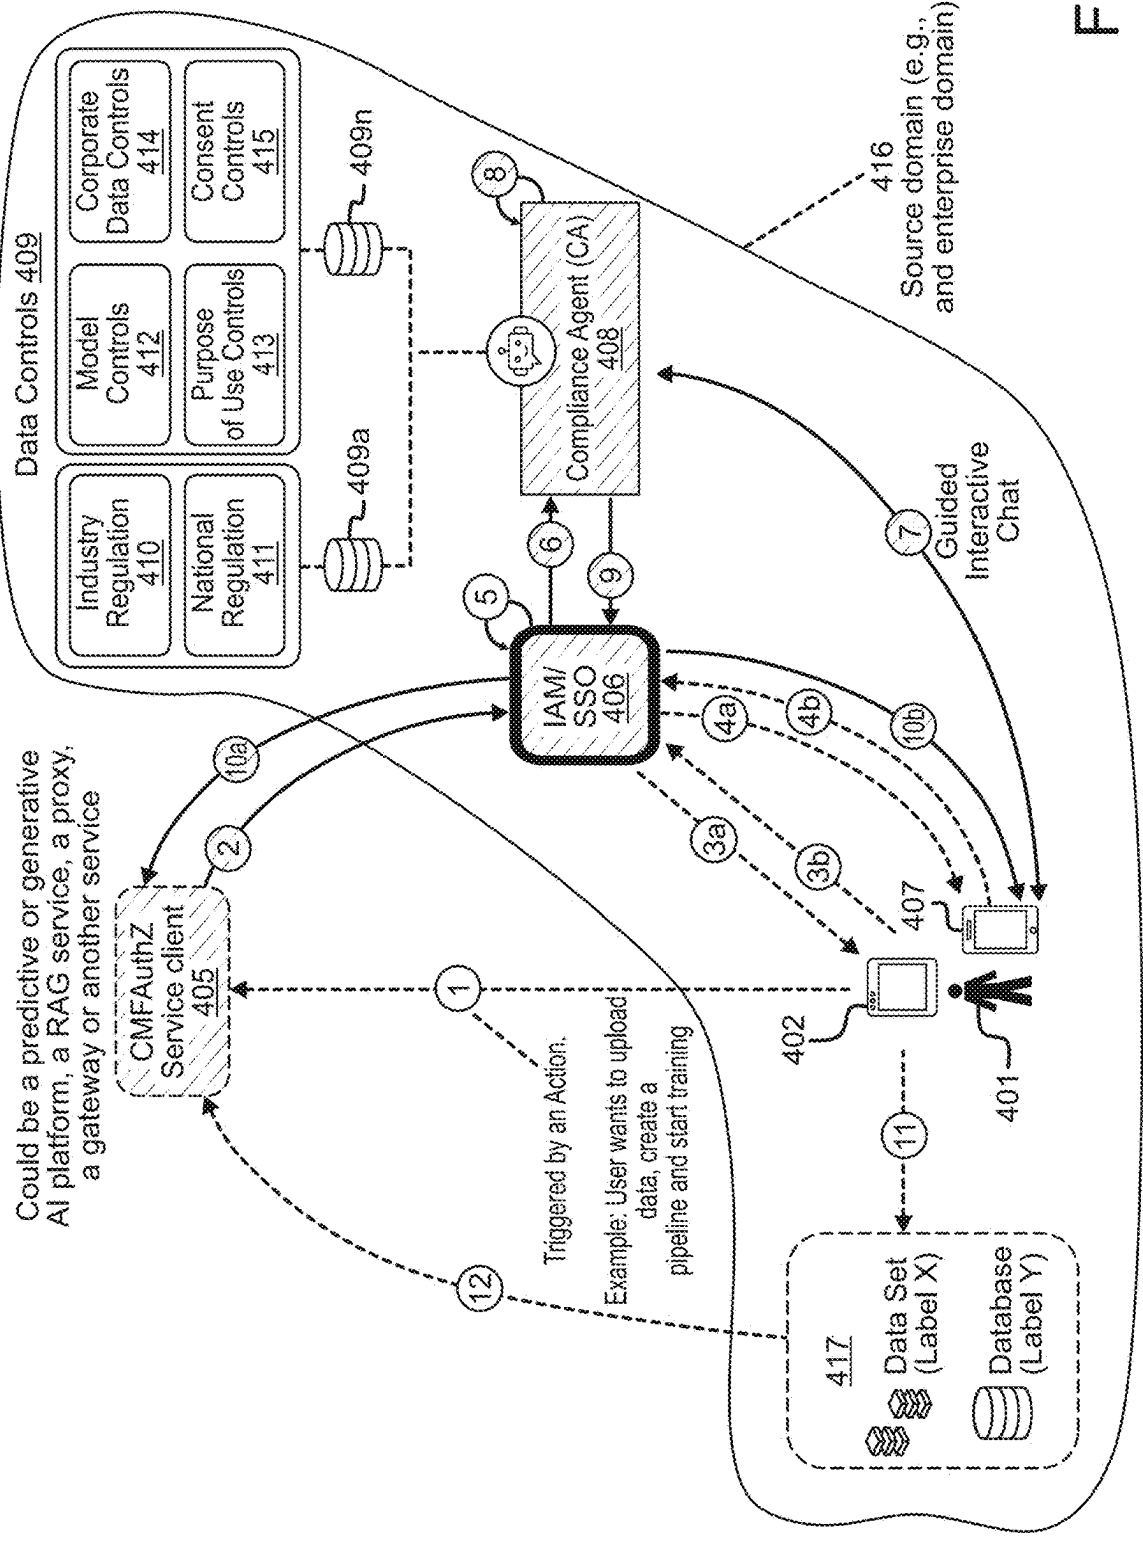 Could be a predictive or generative
AI platform, a RAG service, a proxy,
a gateway or another service
CMFAuthZ
Service client
405
Data Controls 409
Industry
Regulation
410
National
Regulation
411
Model
Controls
412
Purpose
of Use Controls
413
Corporate
Data Controls
414
Consent
Controls
415
409a
409n
12
1
2
10a
Triggered by an Action.
Example: User wants to upload
data, create a
pipeline and start training
IAM/
SSO
406
5
6
9
8
Compliance Agent (CA)
408
3a
3b
4a
4b
10b
7
Guided
Interactive
Chat
417
Data Set
(Label X)
Database
(Label Y)
11
402
401
407
416
Source domain (e.g.,
and enterprise domain)
F